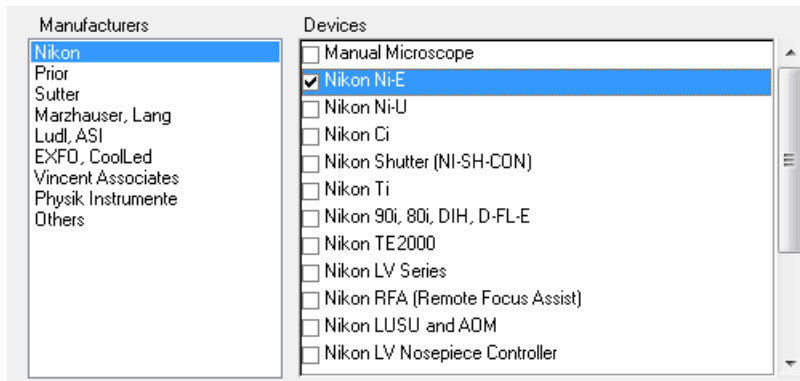 Manufacturers
Nikon
Prior
Sutter
Marzhauser, Lang
Ludl, ASI
EXFO, CoolLed
Vincent Associates
Physik Instrumente
Others
Devices
Manual Microscope
Nikon Ni-E
Nikon Ni-U
Nikon Ci
Nikon Shutter (NI-SH-CON)
Nikon Ti
Nikon 90i, 80i, DIH, D-FL-E
Nikon TE2000
Nikon LV Series
Nikon RFA (Remote Focus Assist)
Nikon LUSU and AOM
Nikon LV Nosepiece Controller